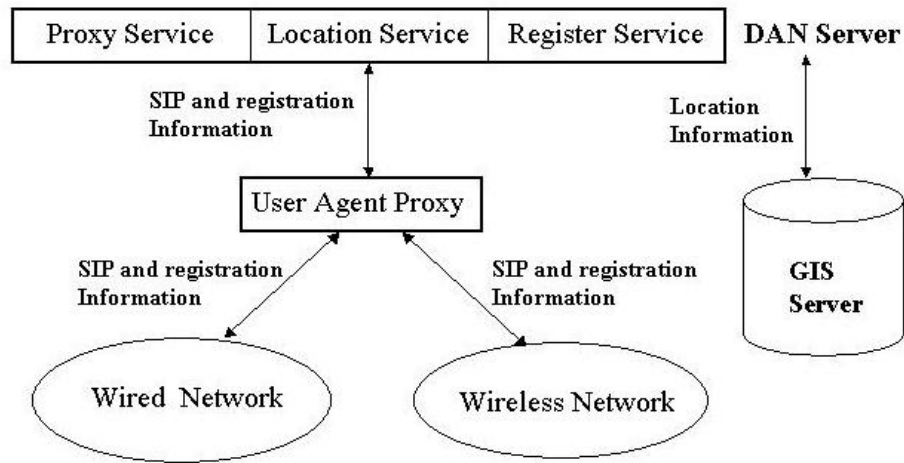 Proxy Service
Location Service
Register Service
DAN Server
SIP and registration
Information
Location
Information
User Agent Proxy
SIP and registration
Information
SIP and registration
Information
GIS
Server
Wired Network
Wireless Network